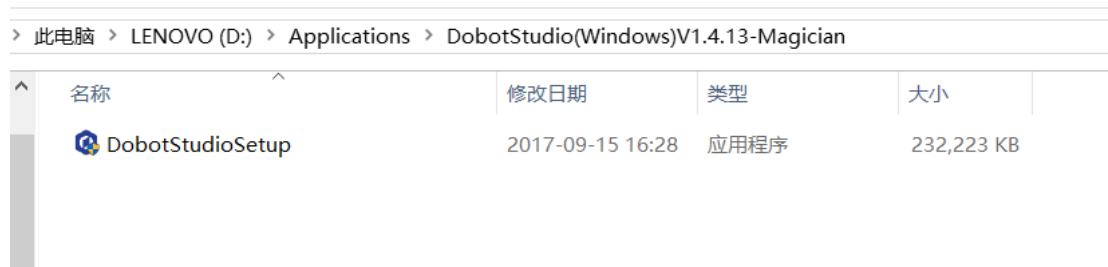 > 此电脑 > LENOVO (D:) > Applications > DobotStudio(Windows)V1.4.13-Magician
名称 修改日期 类型 大小
DobotStudioSetup 2017-09-15 16:28 应用程序 232,223 KB